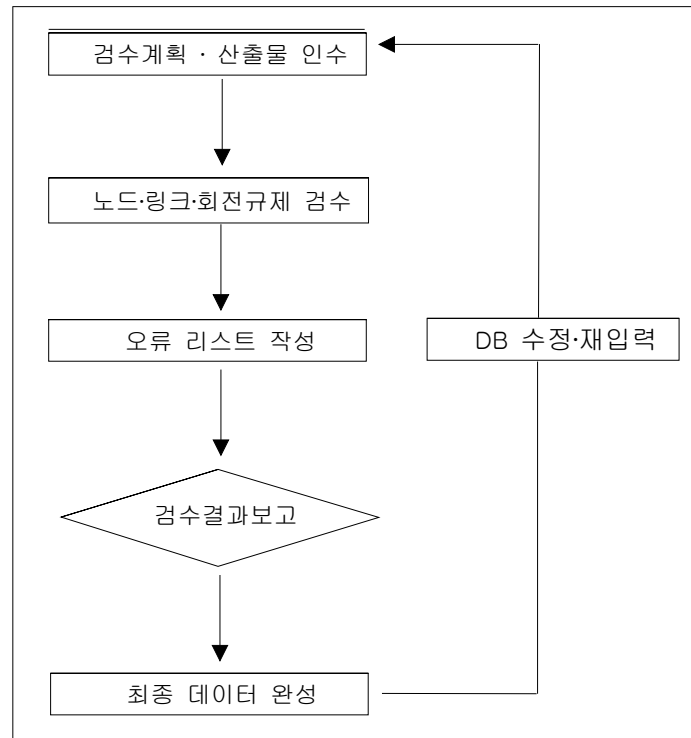 검수계획 · 산출물 인수
노드·링크·회전규제 검수
오류 리스트 작성
DB 수정·재입력
검수결과보고
최종 데이터 완성